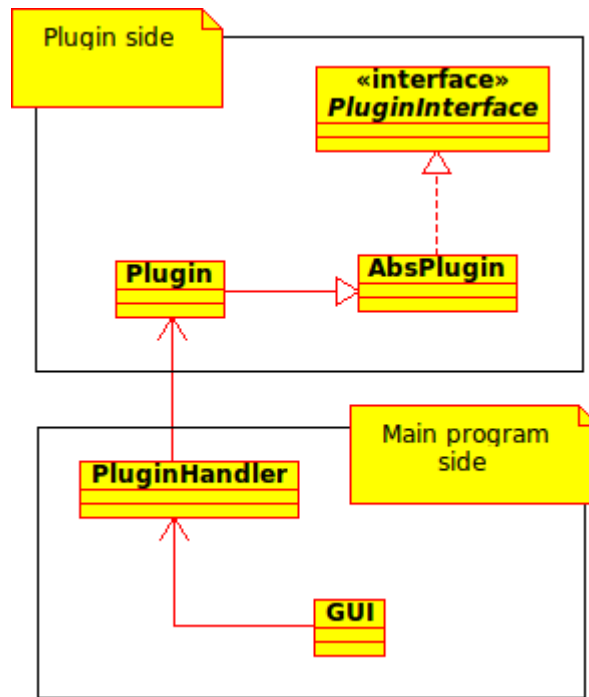 Plugin side
«interface»
PluginInterface
Plugin
AbsPlugin
Main program
side
PluginHandler
GUI